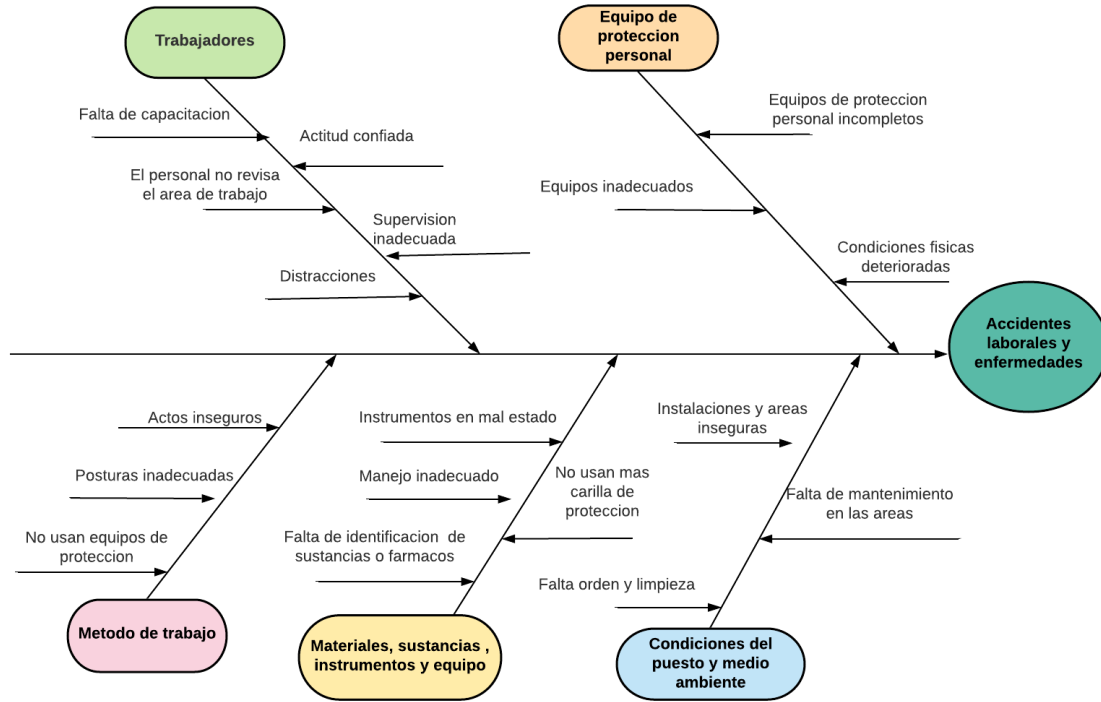 Trabajadores
Equipo de
proteccion
personal
Falta de capacitacion
Actitud confiada
El personal no revisa
el area de trabajo
Supervision
inadecuada
Distracciones
Equipos de proteccion
personal incompletos
Equipos inadecuados
Condiciones fisicas
deterioradas
Accidentes
laborales y
enfermedades
Actos inseguros
Posturas inadecuadas
No usan equipos de
proteccion
Instrumentos en mal estado
Manejo inadecuado
No usan mas
carilla de
proteccion
Falta de identificacion de
sustancias o farmacos
Instalaciones y areas
inseguras
Falta de mantenimiento
en las areas
Falta orden y limpieza
Metodo de trabajo
Materiales, sustancias ,
instrumentos y equipo
Condiciones del
puesto y medio
ambiente